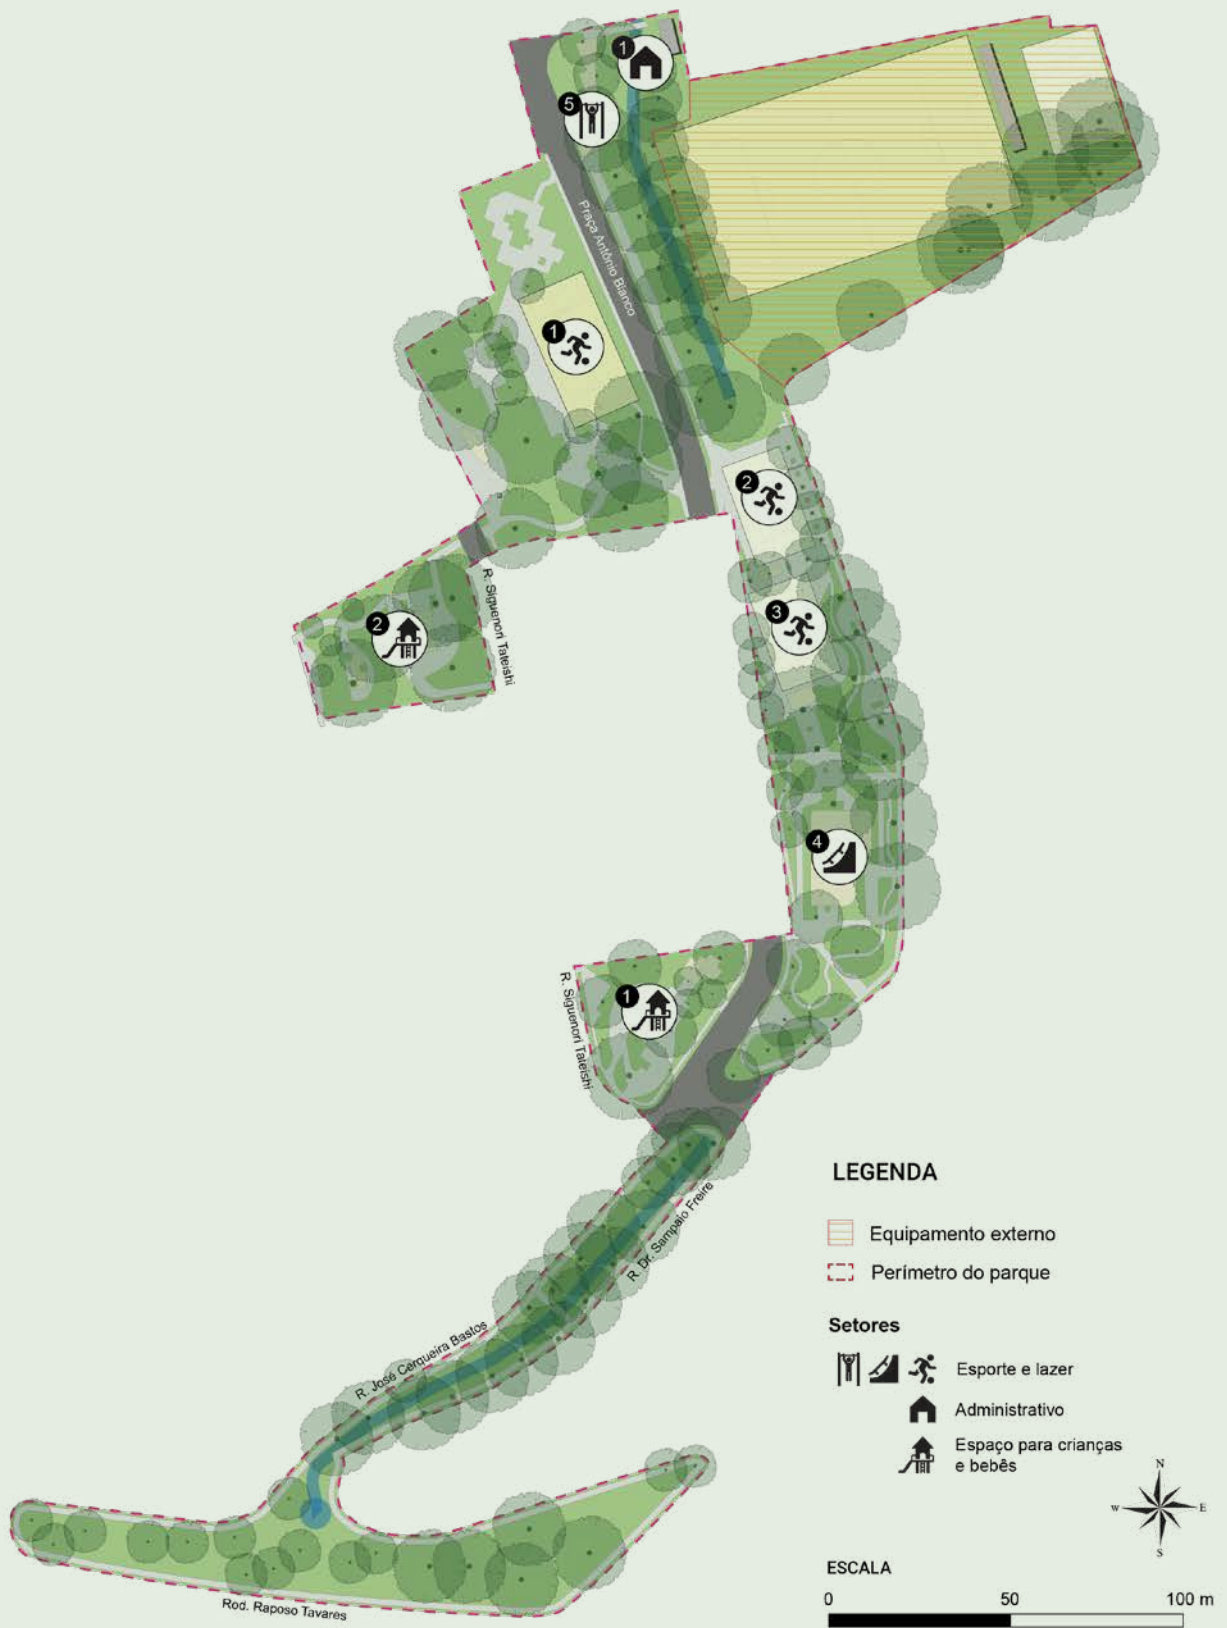 1
5
Praça Antônio Bianco
1
2
R. Siguenori Tateishi
3
2
4
R. Siguenori Tateishi
1
R. Dr. Sampaio Freire
R. José Cerqueira Bastos
Rod. Raposo Tavares
LEGENDA
Equipamento externo
Perímetro do parque
Setores
Esporte e lazer
Administrativo
Espaço para crianças
e bebês
N
W
E
S
ESCALA
0 50 100 m